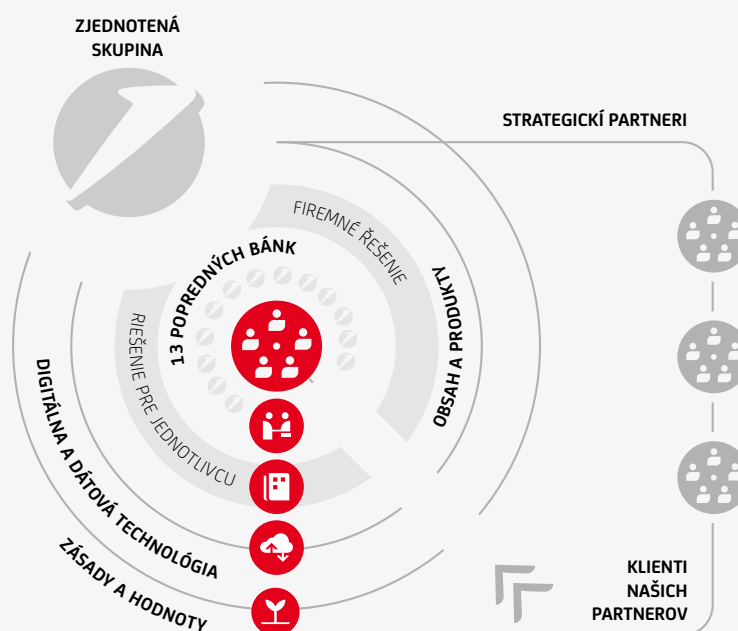 ZJEDNOTENÁ
SKUPINA
STRATEGICKÍ PARTNERI
FIREMNÉ ŘEŠENIE
13 POPREDNÝCH BÁNK
OBSAH A PRODUKTY
RIEŠENIE PRE JEDNOTLIVCU
DIGITÁLNA A DÁTOVÁ TECHNOLÓGIA
ZÁSADY A HODNOTY
KLIENTI
NAŠICH
PARTNEROV